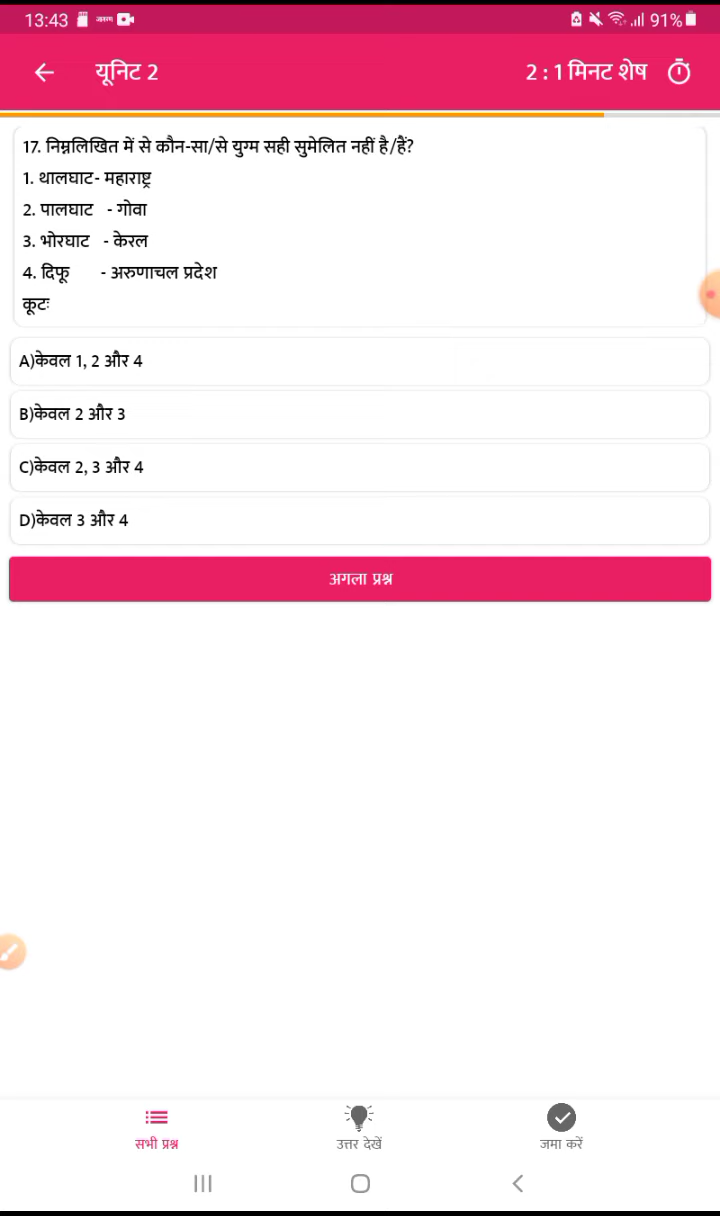 13:43 91%
यूनिट 2 2 : 1 मिनट शेष
17. निम्नलिखित में से कौन-सा/से युग्म सही सुमेलित नहीं है/हैं?
1. थालघाट- महाराष्ट्र
2. पालघाट - गोवा
3. भोरघाट - केरल
4. दिफू - अरुणाचल प्रदेश
कूटः
A)केवल 1, 2 और 4
B)केवल 2 और 3
C)केवल 2, 3 और 4
D)केवल 3 और 4
अगला प्रश्न
सभी प्रश्न उत्तर देखें जमा करें